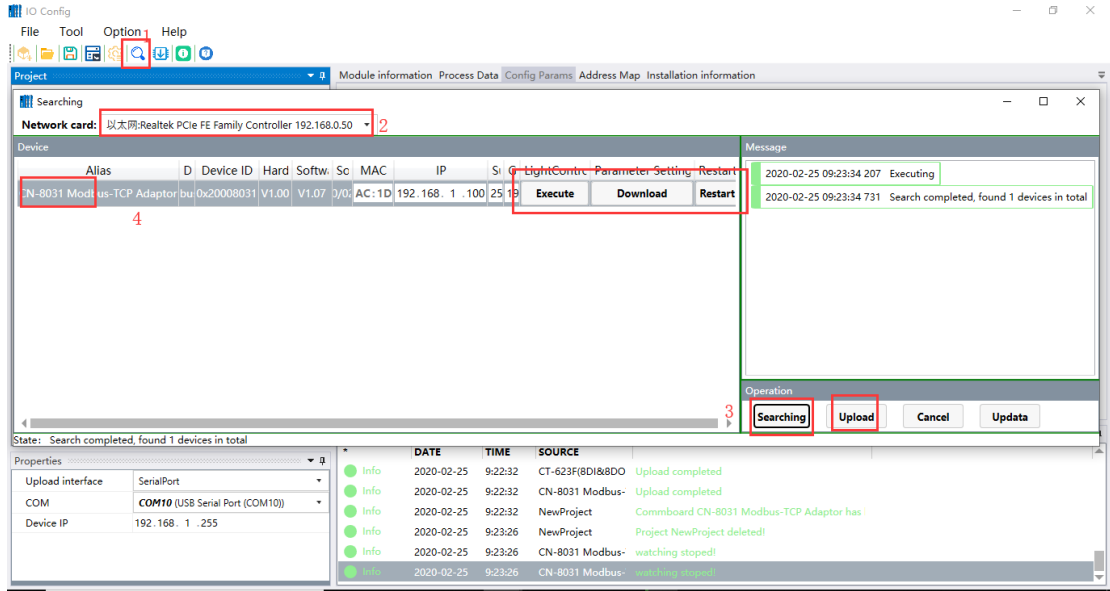 IO Config
File Tool Option Help
1
Project
Module information Process Data Config Params Address Map Installation information
Searching
Network card: 以太网:Realtek PCIe FE Family Controller 192.168.0.50 2
Device
Message
Alias D Device ID Hard Softw. Sc MAC IP G LightContrc Parameter Setting Restart
CN-8031 Modbus-TCP Adaptor bu 0x20008031 V1.00 V1.07 AC:1D 192.168. 1 .100 25 19 Execute Download Restart
4
2020-02-25 09:23:34 207 Executing
2020-02-25 09:23:34 731 Search completed, found 1 devices in total
Operation
3
Searching Upload Cancel Updata
State: Search completed, found 1 devices in total
Properties
Upload interface SerialPort
COM COM10 (USB Serial Port (COM10))
Device IP 192.168. 1 .255
* DATE TIME SOURCE
Info 2020-02-25 9:22:32 CT-623F(8DI&8DO Upload completed
Info 2020-02-25 9:22:32 CN-8031 Modbus- Upload completed
Info 2020-02-25 9:22:32 NewProject Commboard CN-8031 Modbus-TCP Adaptor has
Info 2020-02-25 9:23:26 NewProject Project NewProject deleted!
Info 2020-02-25 9:23:26 CN-8031 Modbus- watching stoped!
Info 2020-02-25 9:23:26 CN-8031 Modbus- watching stoped!